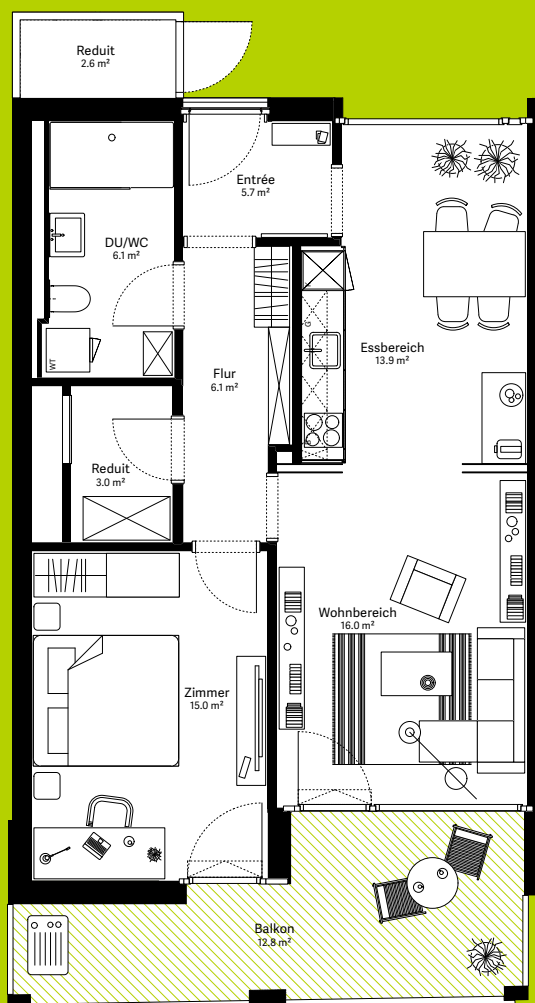 Reduit
2.6 m²
Entrée
5.7 m²
DU/WC
6.1 m²
WT
G
Essbereich
13.9 m²
Flur
6.1 m²
Reduit
3.0 m²
Wohnbereich
16.0 m²
Zimmer
15.0 m²
Balkon
12.8 m²